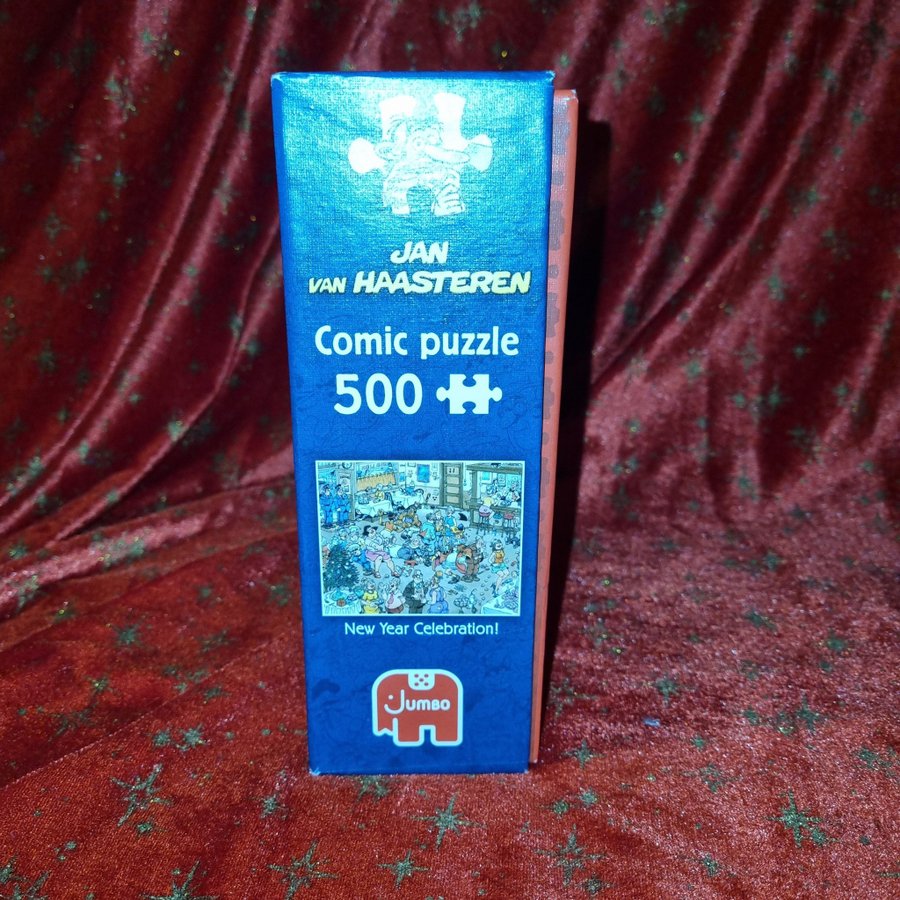 JAN
VAN HAASTEREN
Comic puzzle
500
New Year Celebration!
JUMBO